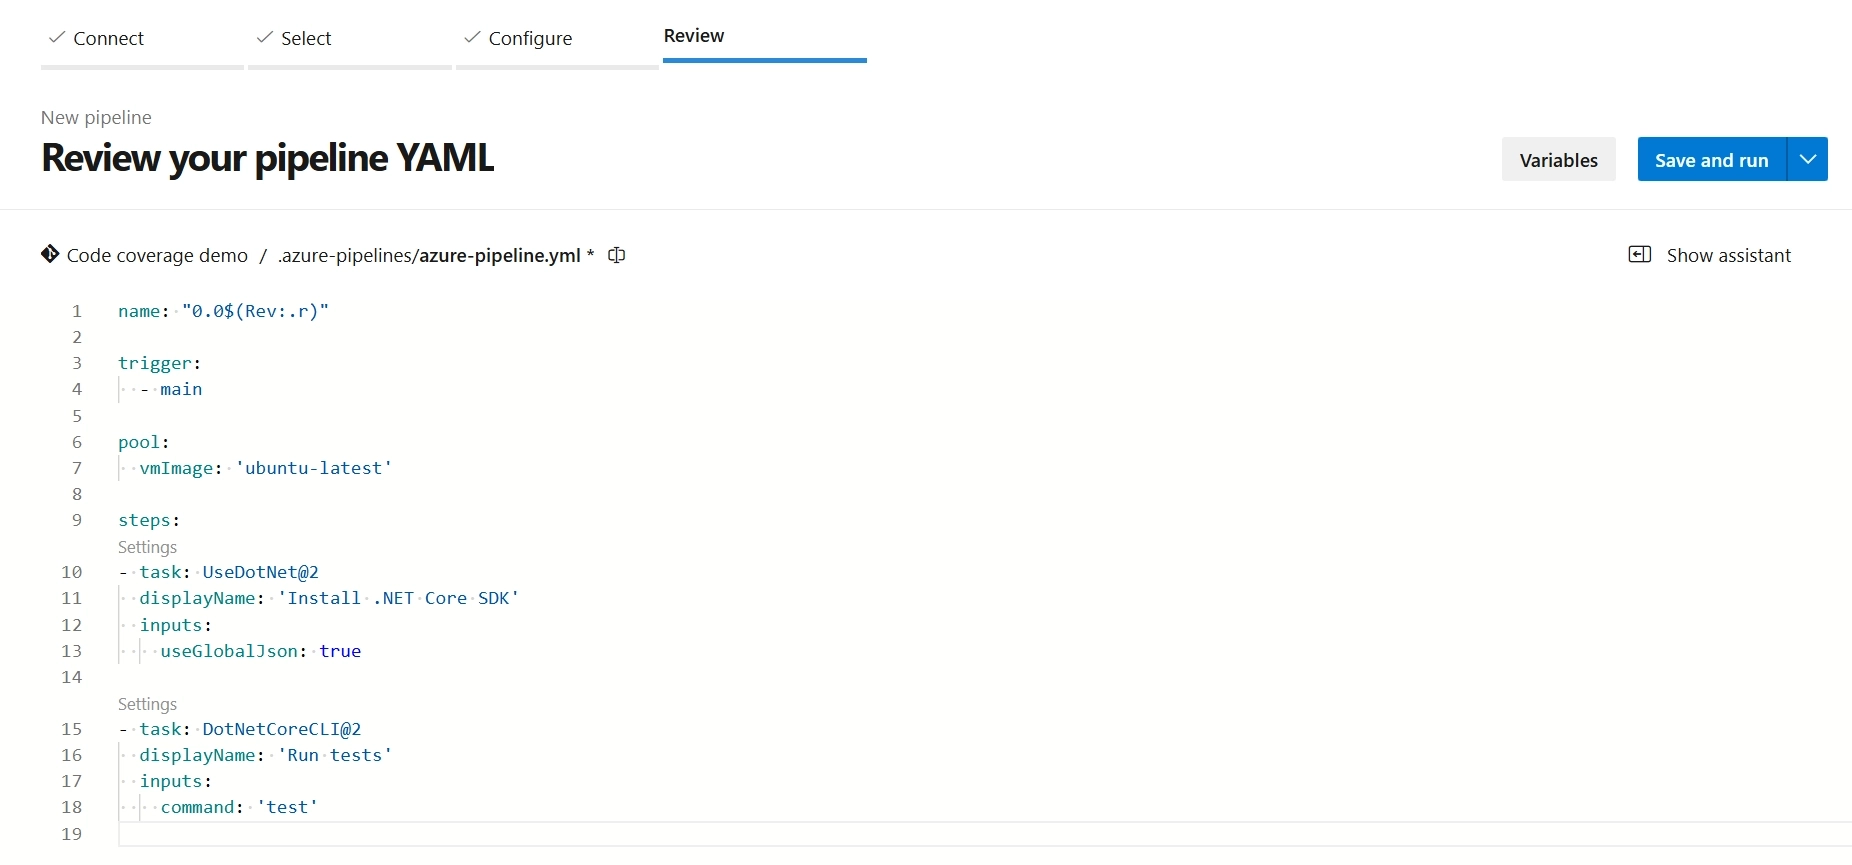 Connect Select Configure Review
New pipeline
Review your pipeline YAML
Variables Save and run
Code coverage demo / .azure-pipelines/azure-pipeline.yml * Show assistant
1 name: "0.0$(Rev:.r)"
2
3 trigger:
4   - main
5
6 pool:
7   vmImage: 'ubuntu-latest'
8
9 steps:
Settings
10 - task: UseDotNet@2
11   displayName: 'Install .NET Core SDK'
12   inputs:
13     useGlobalJson: true
14
Settings
15 - task: DotNetCoreCLI@2
16   displayName: 'Run tests'
17   inputs:
18     command: 'test'
19